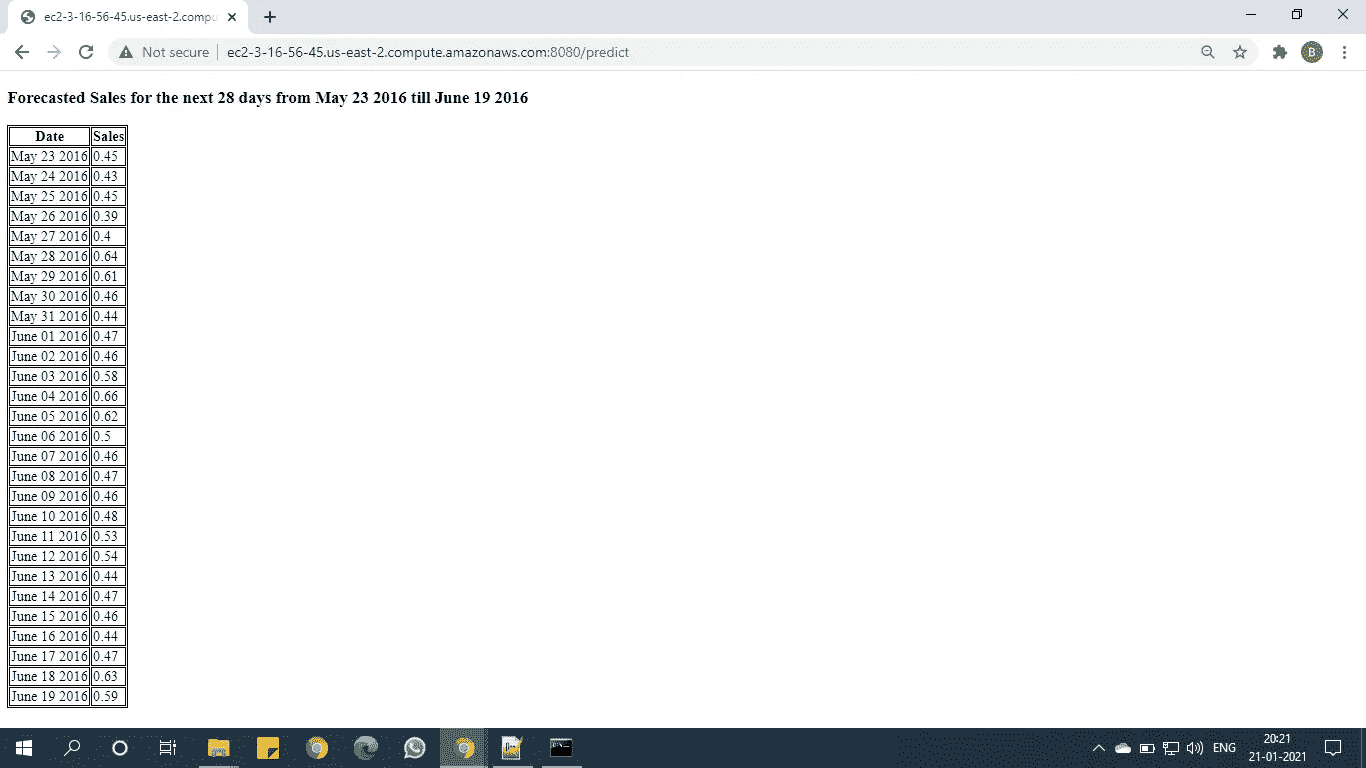 ec2-3-16-56-45.us-east-2.compu
Not secure ec2-3-16-56-45.us-east-2.compute.amazonaws.com:8080/predict
B
Forecasted Sales for the next 28 days from May 23 2016 till June 19 2016
Date Sales
May 23 2016 0.45
May 24 2016 0.43
May 25 2016 0.45
May 26 2016 0.39
May 27 2016 0.4
May 28 2016 0.64
May 29 2016 0.61
May 30 2016 0.46
May 31 2016 0.44
June 01 2016 0.47
June 02 2016 0.46
June 03 2016 0.58
June 04 2016 0.66
June 05 2016 0.62
June 06 2016 0.5
June 07 2016 0.46
June 08 2016 0.47
June 09 2016 0.46
June 10 2016 0.48
June 11 2016 0.53
June 12 2016 0.54
June 13 2016 0.44
June 14 2016 0.47
June 15 2016 0.46
June 16 2016 0.44
June 17 2016 0.47
June 18 2016 0.63
June 19 2016 0.59
ENG
20:21
21-01-2021